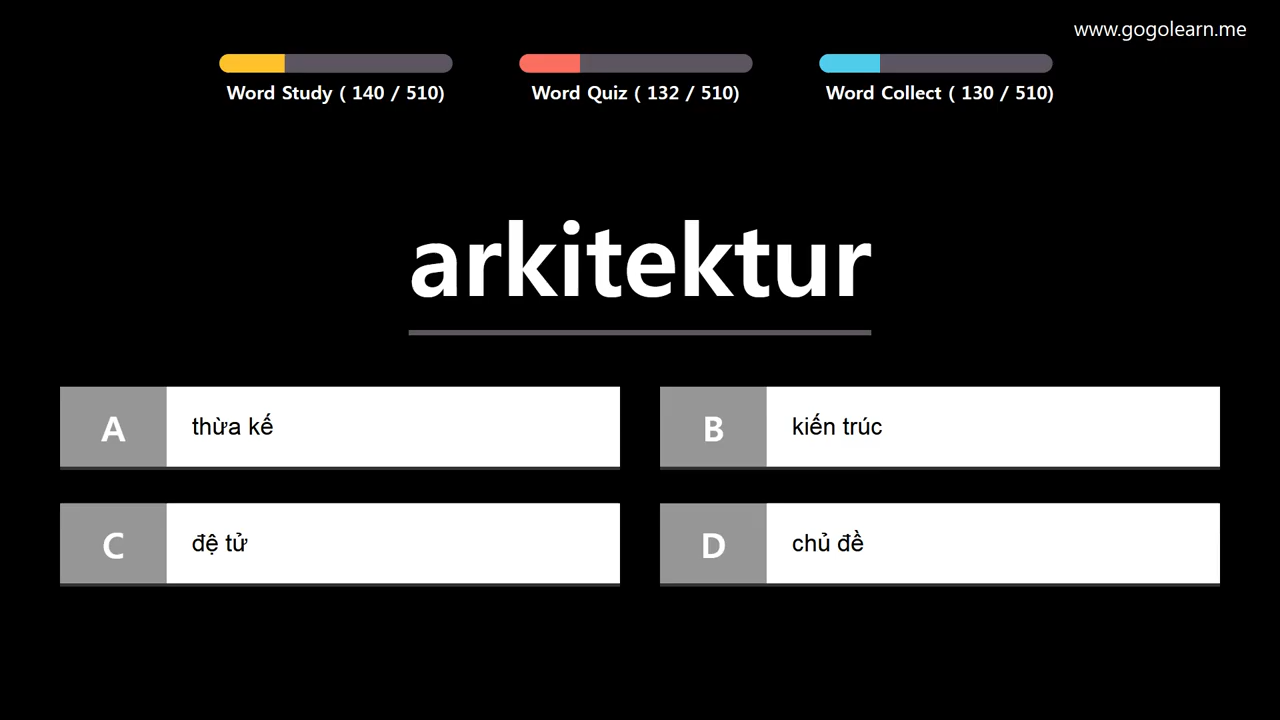 www.gogolearn.me
Word Study ( 140 / 510)
Word Quiz ( 132 / 510)
Word Collect ( 130 / 510)
arkitektur
A thừa kế
B kiến trúc
C đệ tử
D chủ đề